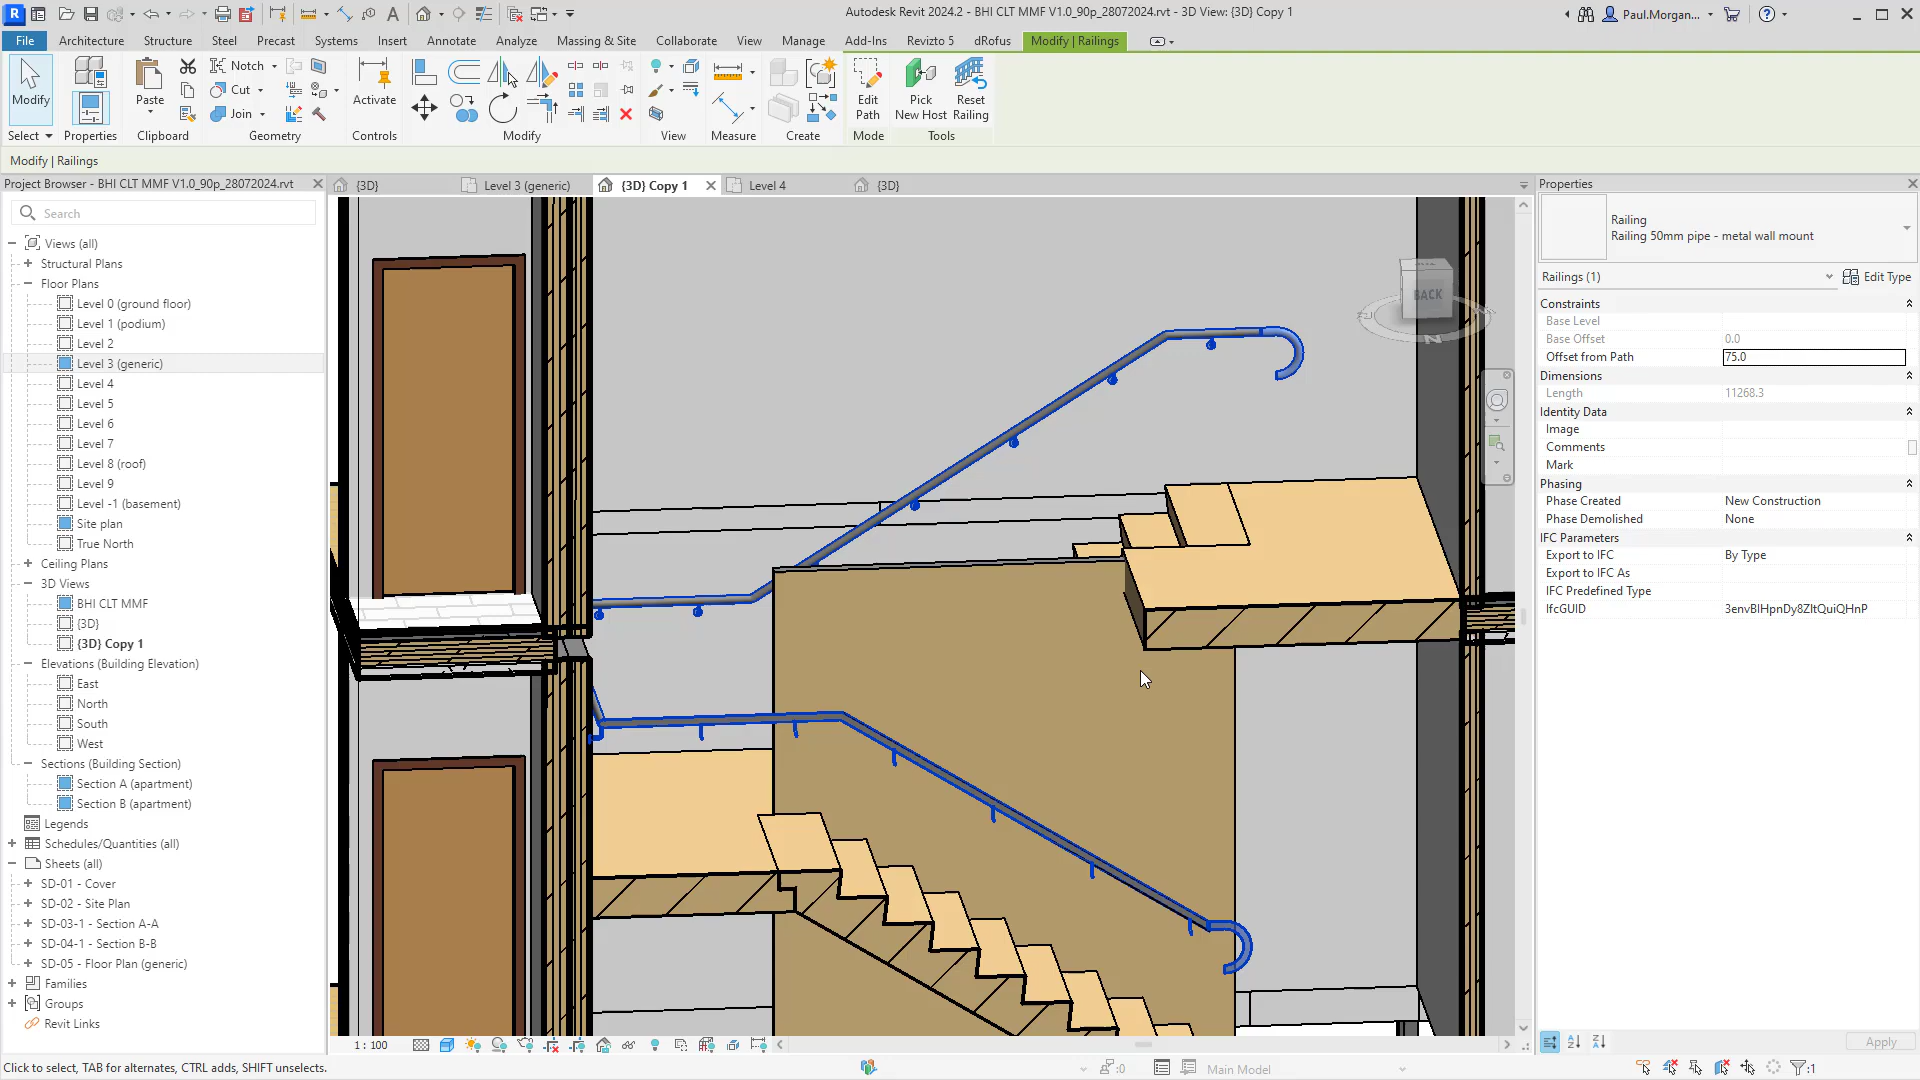 Autodesk Revit 2024.2 - BHI CLT MMF V1.0_90p_28072024.rvt - 3D View: {3D} Copy 1
Paul.Morgan...
File Architecture Structure Steel Precast Systems Insert Annotate Analyze Massing & Site Collaborate View Manage Add-Ins Revizto 5 dRofus Modify | Railings
Modify
Paste
Notch
Cut
Join
Activate
Edit Path
Pick New Host
Reset Railing
Select Properties Clipboard Geometry Controls Modify View Measure Create Mode Tools
Modify | Railings
Project Browser - BHI CLT MMF V1.0_90p_28072024.rvt
Search
Views (all)
Structural Plans
Floor Plans
Level 0 (ground floor)
Level 1 (podium)
Level 2
Level 3 (generic)
Level 4
Level 5
Level 6
Level 7
Level 8 (roof)
Level 9
Level -1 (basement)
Site plan
True North
Ceiling Plans
3D Views
BHI CLT MMF
{3D}
{3D} Copy 1
Elevations (Building Elevation)
East
North
South
West
Sections (Building Section)
Section A (apartment)
Section B (apartment)
Legends
Schedules/Quantities (all)
Sheets (all)
SD-01 - Cover
SD-02 - Site Plan
SD-03-1 - Section A-A
SD-04-1 - Section B-B
SD-05 - Floor Plan (generic)
Families
Groups
Revit Links
{3D} Level 3 (generic) {3D} Copy 1 Level 4 {3D}
BACK
N
1 : 100
Properties
Railing
Railing 50mm pipe - metal wall mount
Railings (1) Edit Type
Constraints
Base Level
Base Offset 0.0
Offset from Path 75.0
Dimensions
Length 11268.3
Identity Data
Image
Comments
Mark
Phasing
Phase Created New Construction
Phase Demolished None
IFC Parameters
Export to IFC By Type
Export to IFC As
IFC Predefined Type
IfcGUID 3envBIHpnDy8ZItQuiQHnP
Apply
Click to select, TAB for alternates, CTRL adds, SHIFT unselects.
:0
Main Model
:1